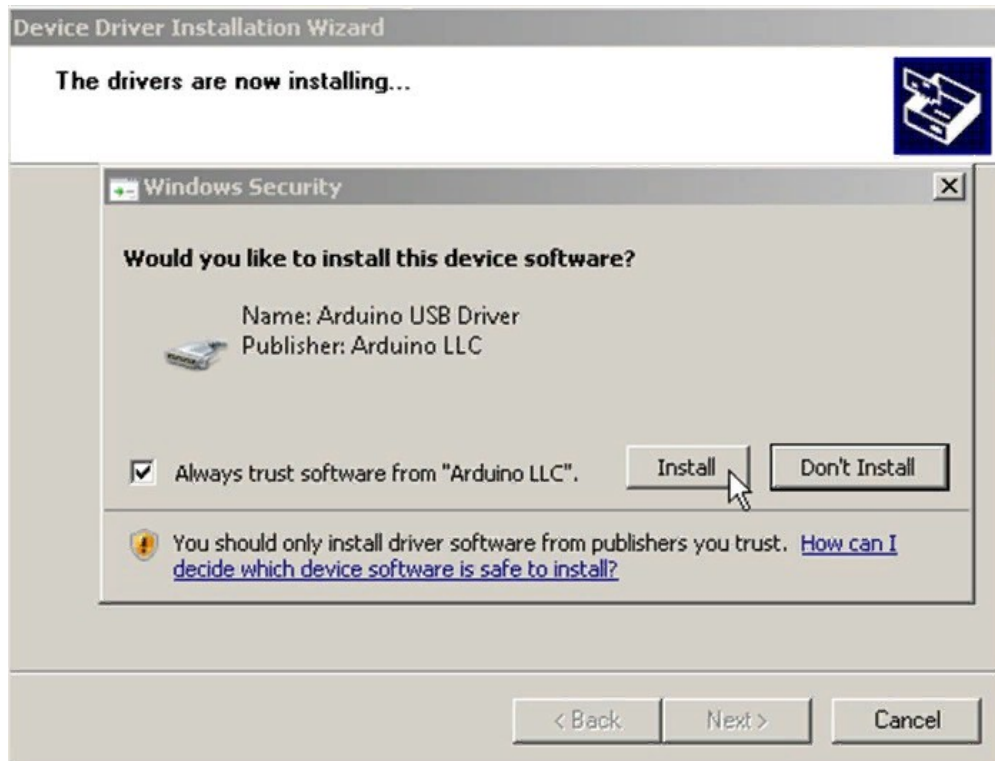 Device Driver Installation Wizard
The drivers are now installing...
Windows Security
Would you like to install this device software?
Name: Arduino USB Driver
Publisher: Arduino LLC
Always trust software from "Arduino LLC".
Install
Don't Install
You should only install driver software from publishers you trust. How can I
decide which device software is safe to install?
< Back
Next >
Cancel